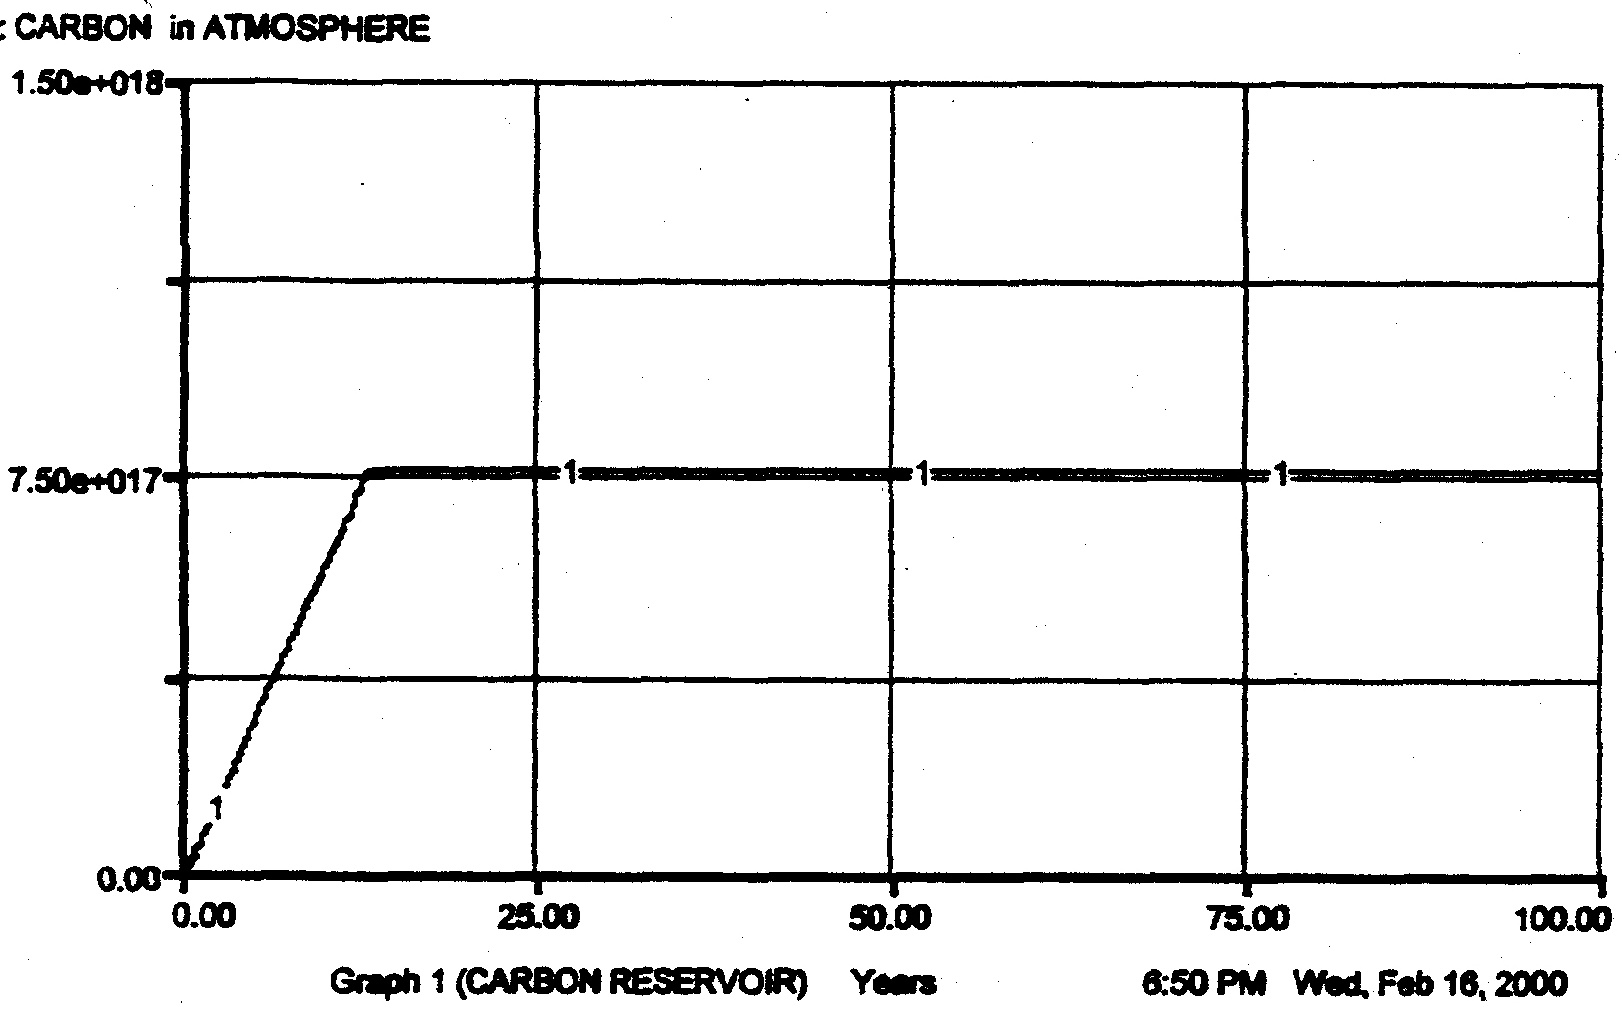 : CARBON in ATMOSPHERE
1.50e+018
7.50e+017
0.00
1 1 1 1
0.00 25.00 50.00 75.00 100.00
Graph 1 (CARBON RESERVOIR) Years 6:50 PM Wed, Feb 16, 2000